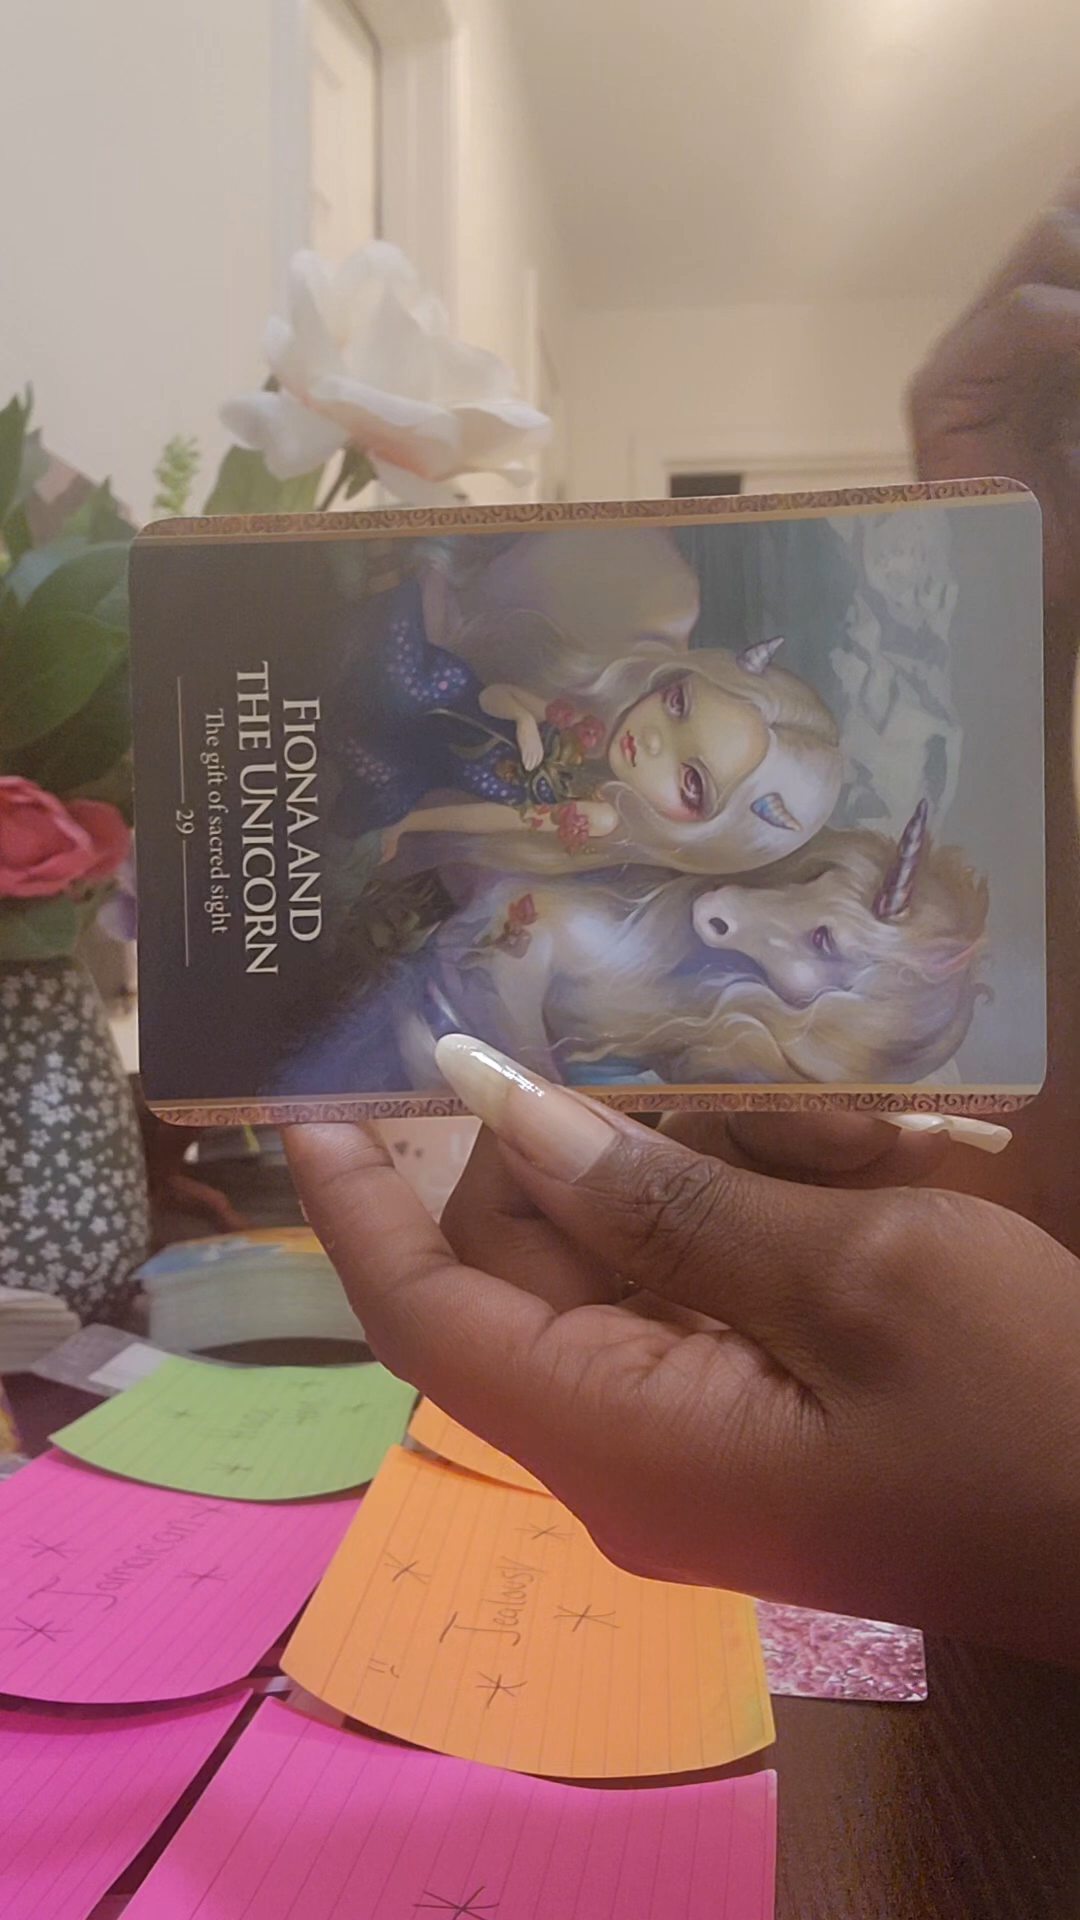 FIONA AND
THE UNICORN
The gift of sacred sight
29
Jamaican
Jealousy